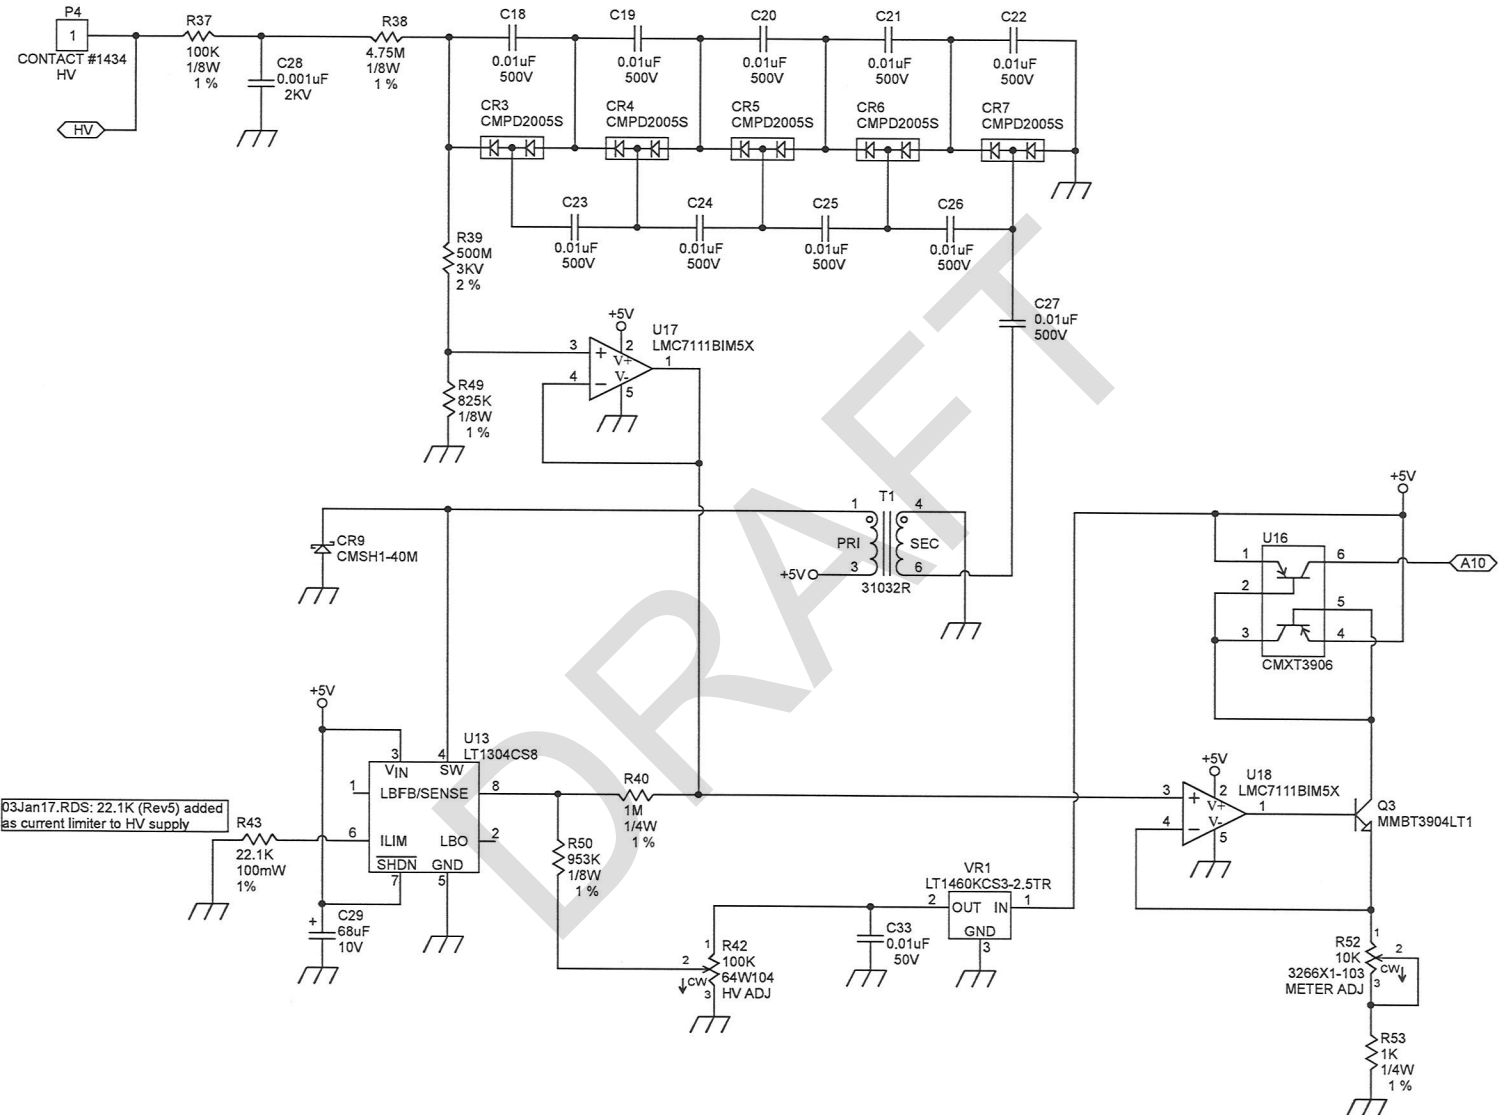 P4
1
CONTACT #1434
HV
HV
R37
100K
1/8W
1 %
C28
0.001uF
2KV
R38
4.75M
1/8W
1 %
C18
0.01uF
500V
C19
0.01uF
500V
C20
0.01uF
500V
C21
0.01uF
500V
C22
0.01uF
500V
CR3
CMPD2005S
CR4
CMPD2005S
CR5
CMPD2005S
CR6
CMPD2005S
CR7
CMPD2005S
C23
0.01uF
500V
C24
0.01uF
500V
C25
0.01uF
500V
C26
0.01uF
500V
C27
0.01uF
500V
R39
500M
3KV
2 %
R49
825K
1/8W
1 %
+5V
U17
LMC7111BIM5X
3
+
2
V+
1
4
−
V-
5
CR9
CMSH1-40M
T1
1
4
PRI
SEC
+5V
3
6
31032R
+5V
U16
1
6
A10
2
5
3
4
CMXT3906
+5V
U13
LT1304CS8
3
4
VIN
SW
1
LBFB/SENSE
8
6
ILIM
LBO
2
SHDN
GND
7
5
03Jan17.RDS: 22.1K (Rev5) added
as current limiter to HV supply
R43
22.1K
100mW
1%
+
C29
68uF
10V
R40
1M
1/4W
1 %
R50
953K
1/8W
1 %
1
2
3
CW
R42
100K
64W104
HV ADJ
C33
0.01uF
50V
VR1
LT1460KCS3-2.5TR
2
OUT
IN
1
GND
3
+5V
U18
LMC7111BIM5X
3
+
2
V+
1
4
−
V-
5
Q3
MMBT3904LT1
R52
10K
3266X1-103
METER ADJ
1
2
CW
3
R53
1K
1/4W
1 %
DRAFT